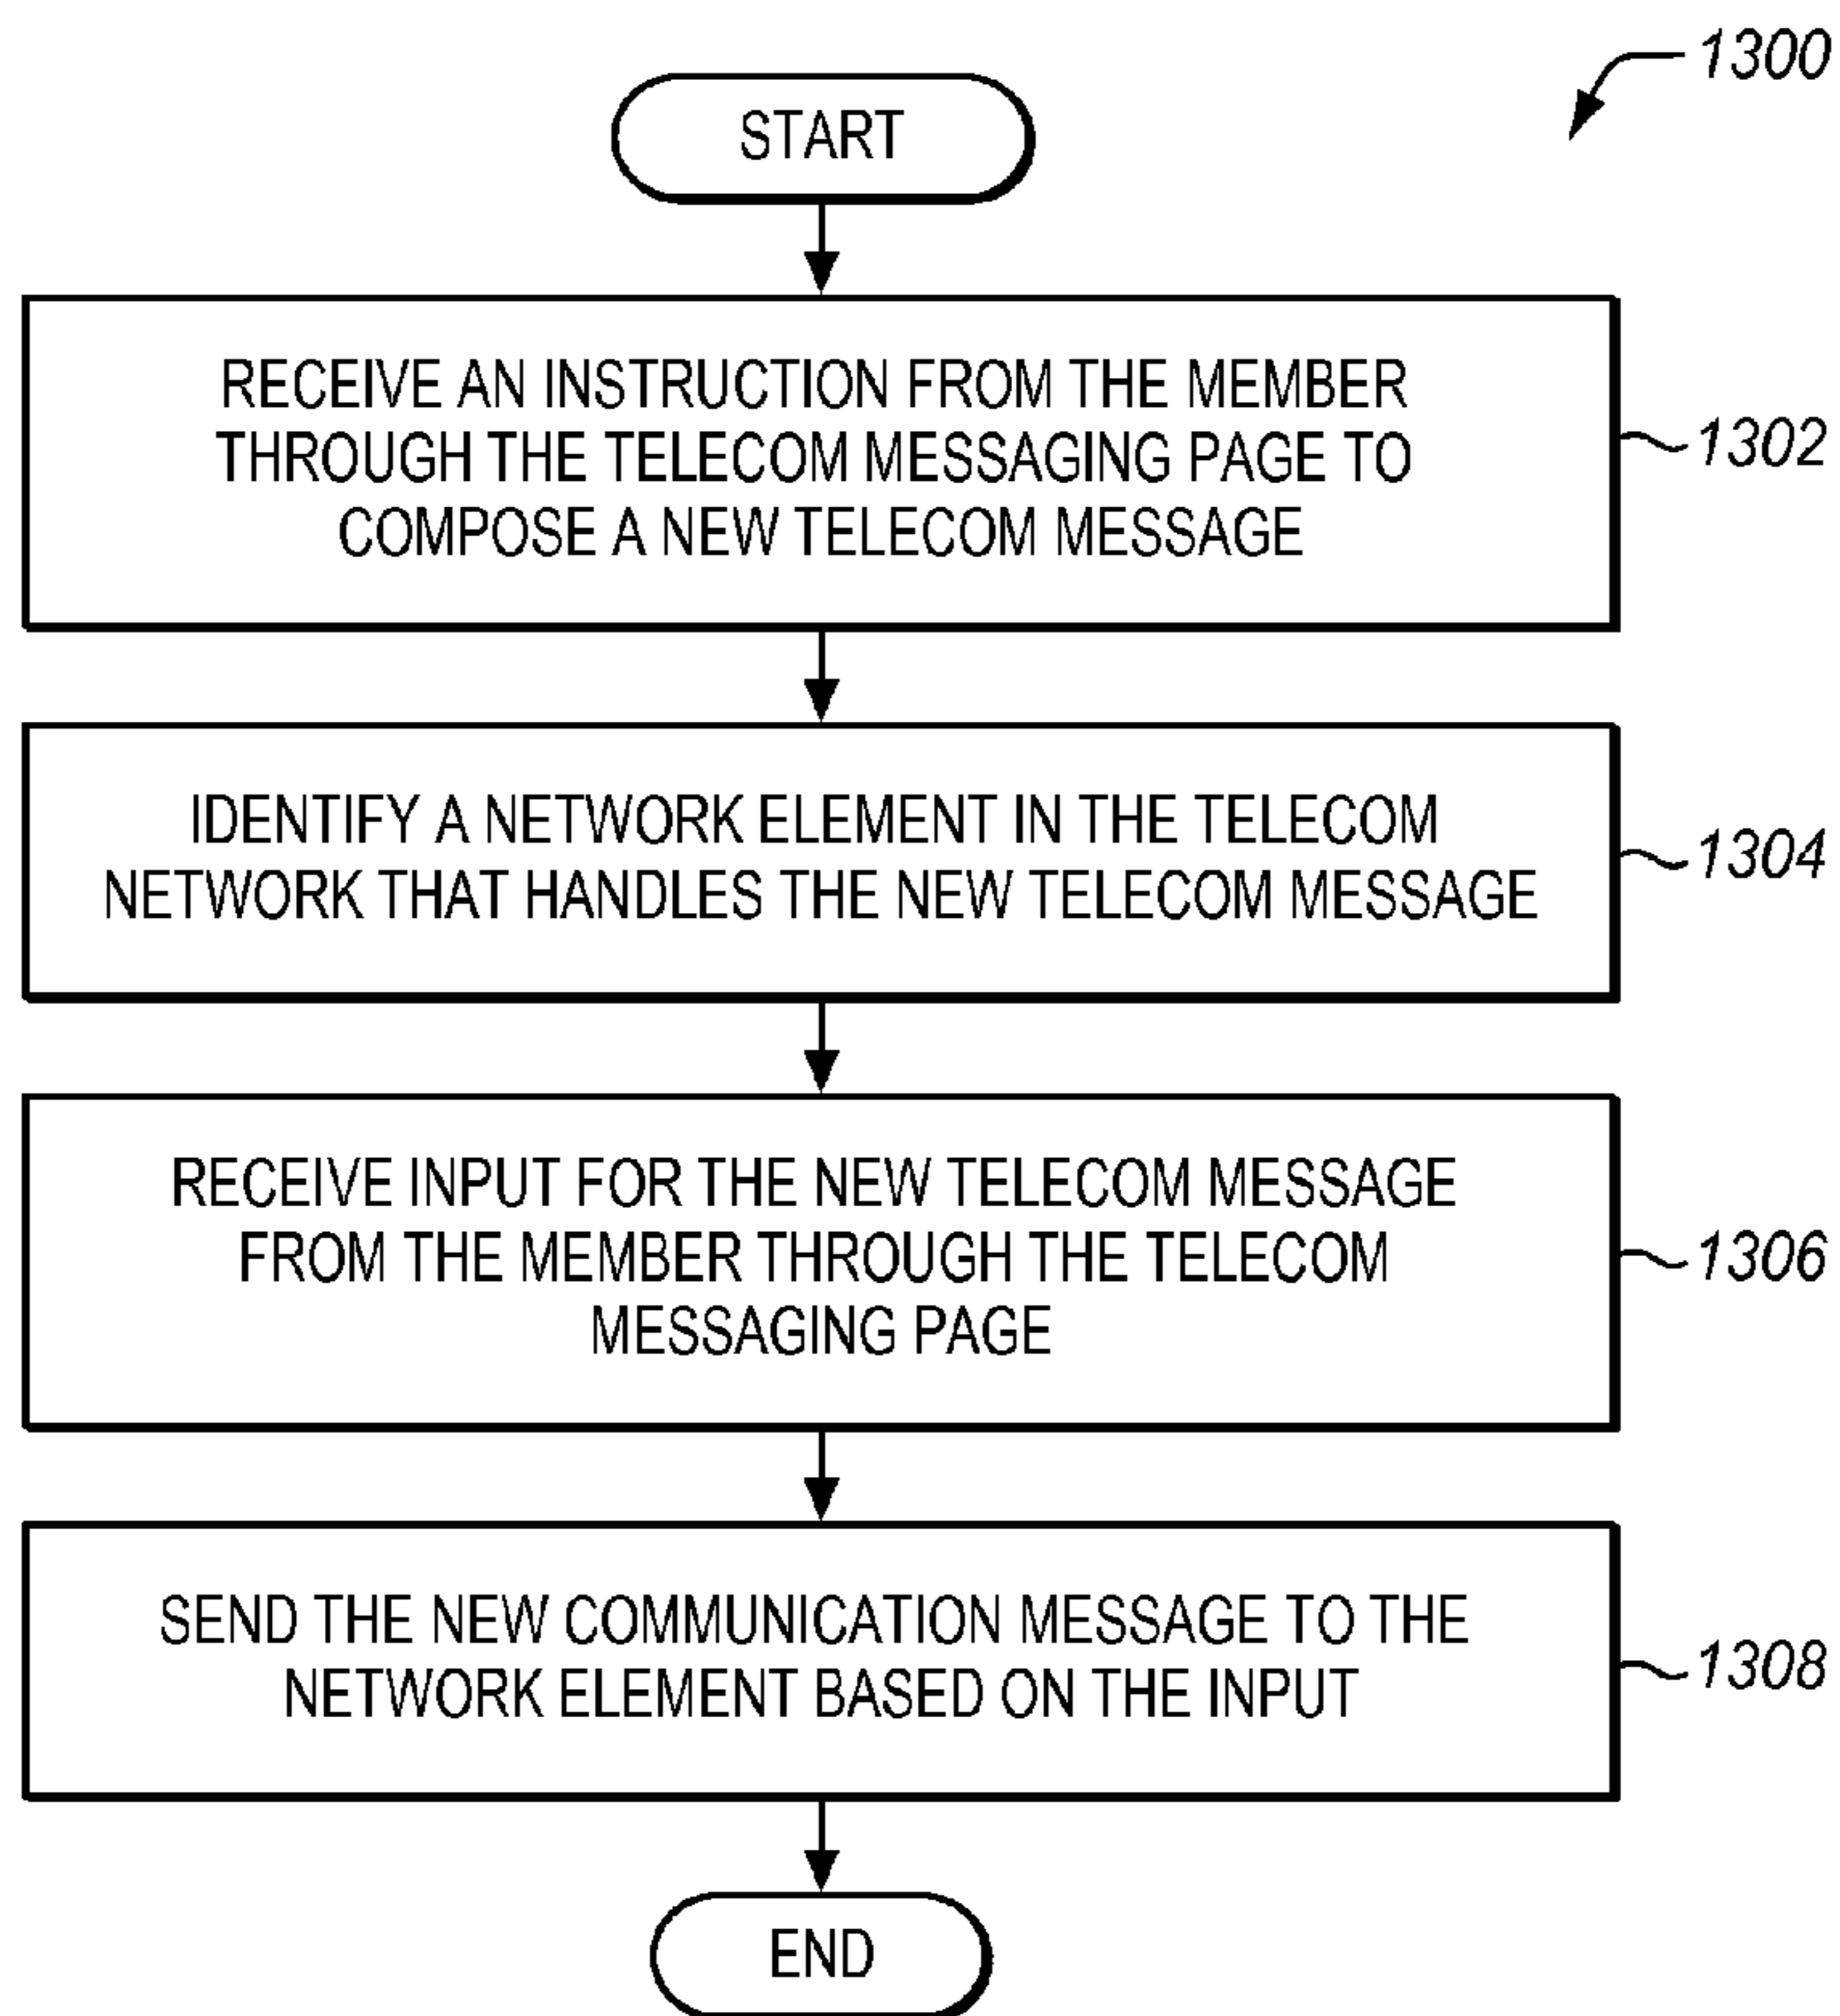 1300
START
RECEIVE AN INSTRUCTION FROM THE MEMBER
THROUGH THE TELECOM MESSAGING PAGE TO
COMPOSE A NEW TELECOM MESSAGE
1302
IDENTIFY A NETWORK ELEMENT IN THE TELECOM
NETWORK THAT HANDLES THE NEW TELECOM MESSAGE
1304
RECEIVE INPUT FOR THE NEW TELECOM MESSAGE
FROM THE MEMBER THROUGH THE TELECOM
MESSAGING PAGE
1306
SEND THE NEW COMMUNICATION MESSAGE TO THE
NETWORK ELEMENT BASED ON THE INPUT
1308
END